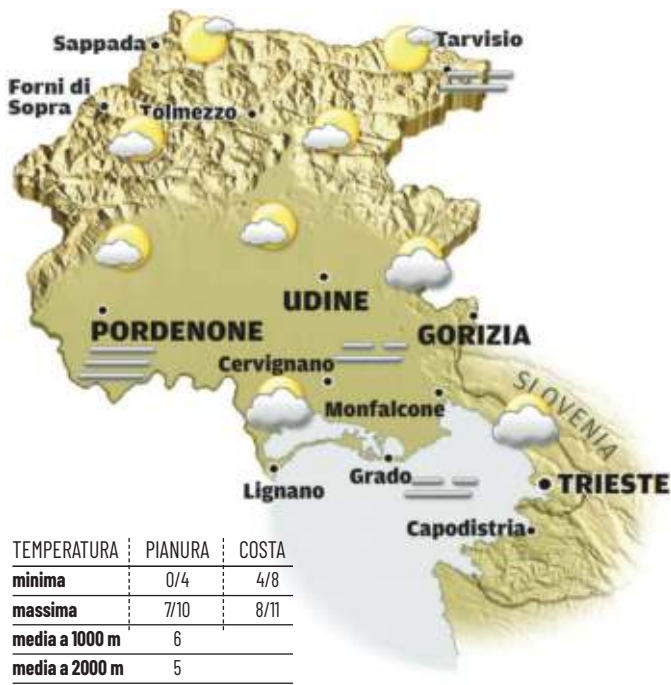 Sappada
Tarvisio
Forni di
Sopra
Tolmezzo
UDINE
PORDENONE
GORIZIA
Cervignano
SLOVENIA
Monfalcone
Grado
TRIESTE
Lignano
Capodistria
TEMPERATURA PIANURA COSTA
minima 0/4 4/8
massima 7/10 8/11
media a 1000 m 6
media a 2000 m 5